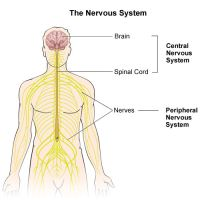 The Nervous System
Brain
Central
Nervous
System
Spinal Cord
Nerves
Peripheral
Nervous
System